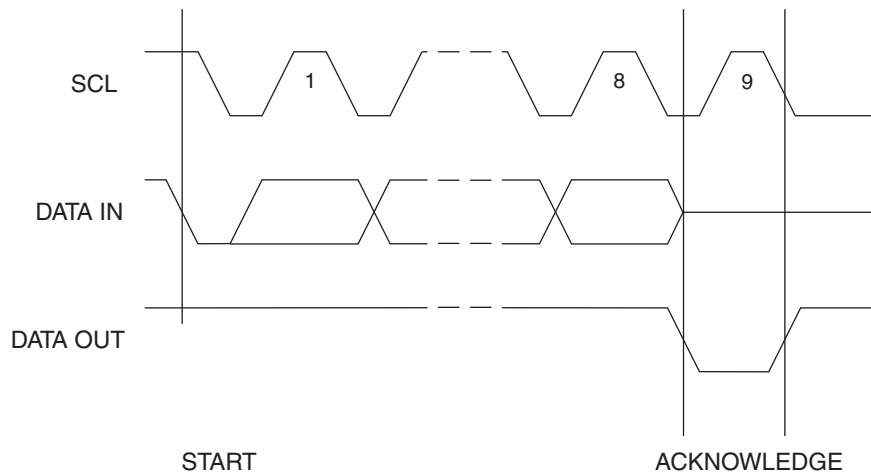 SCL
1
8
9
DATA IN
DATA OUT
START
ACKNOWLEDGE